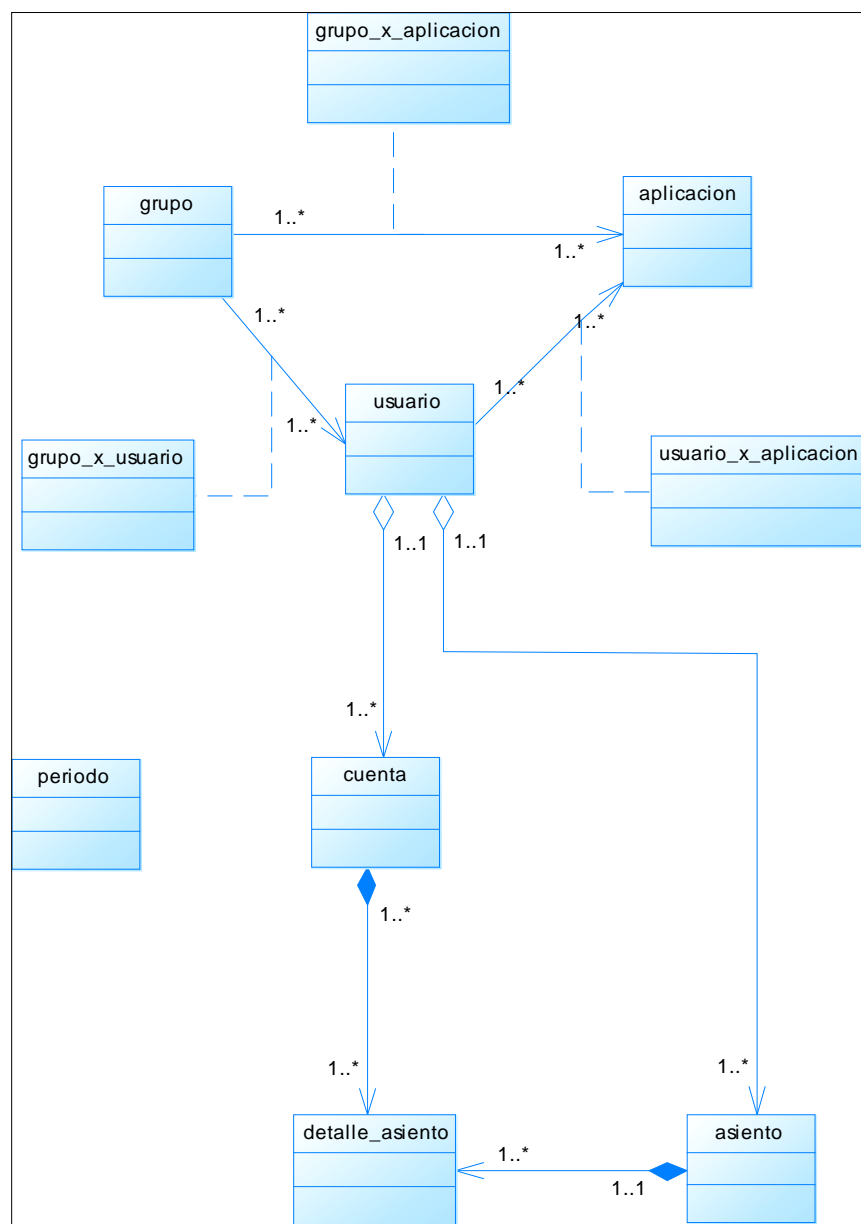 grupo_x_aplicacion
grupo
aplicacion
1..*
1..*
1..*
1..*
1..*
1..*
usuario
grupo_x_usuario
usuario_x_aplicacion
1..1
1..1
1..*
periodo
cuenta
1..*
1..*
1..*
detalle_asiento
asiento
1..*
1..1